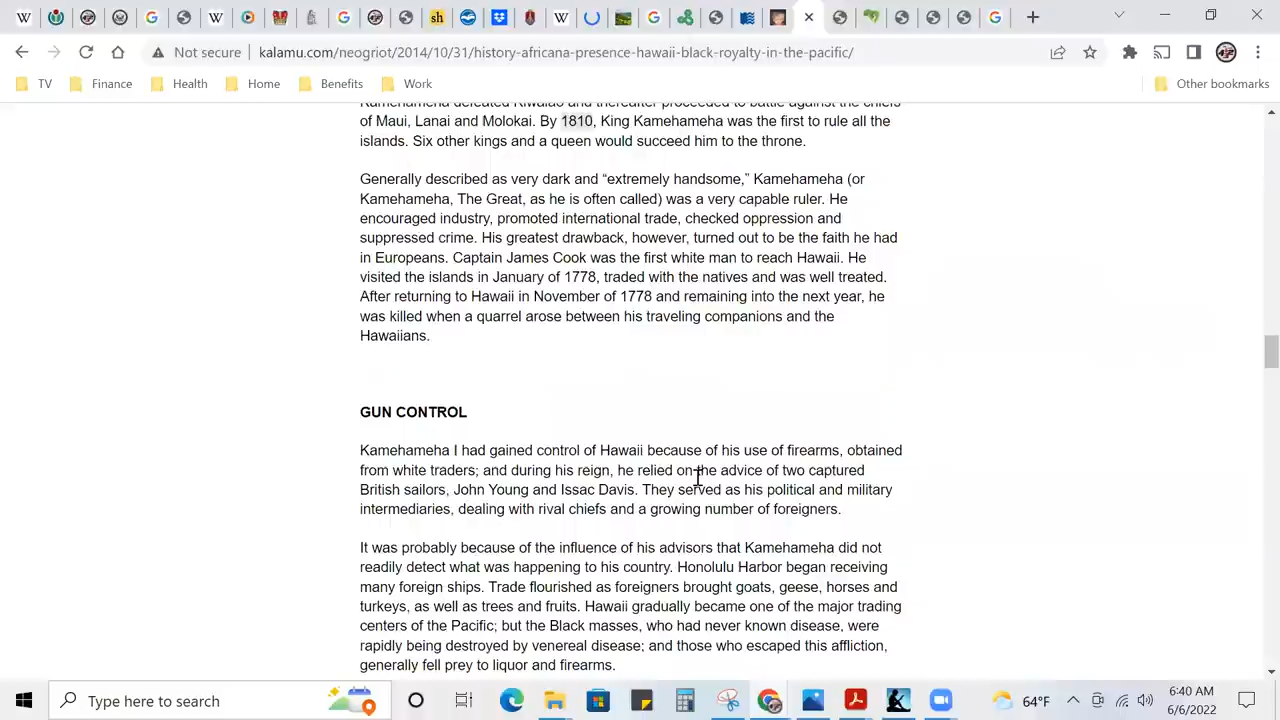 sh
Not secure
kalamu.com/neogriot/2014/10/31/history-africana-presence-hawaii-black-royalty-in-the-pacific/
TV Finance Health Home Benefits Work Other bookmarks
Kamehameha defeated Kiwalao and thereafter proceeded to battle against the chiefs
of Maui, Lanai and Molokai. By 1810, King Kamehameha was the first to rule all the
islands. Six other kings and a queen would succeed him to the throne.
Generally described as very dark and “extremely handsome,” Kamehameha (or
Kamehameha, The Great, as he is often called) was a very capable ruler. He
encouraged industry, promoted international trade, checked oppression and
suppressed crime. His greatest drawback, however, turned out to be the faith he had
in Europeans. Captain James Cook was the first white man to reach Hawaii. He
visited the islands in January of 1778, traded with the natives and was well treated.
After returning to Hawaii in November of 1778 and remaining into the next year, he
was killed when a quarrel arose between his traveling companions and the
Hawaiians.
GUN CONTROL
Kamehameha I had gained control of Hawaii because of his use of firearms, obtained
from white traders; and during his reign, he relied on the advice of two captured
British sailors, John Young and Issac Davis. They served as his political and military
intermediaries, dealing with rival chiefs and a growing number of foreigners.
It was probably because of the influence of his advisors that Kamehameha did not
readily detect what was happening to his country. Honolulu Harbor began receiving
many foreign ships. Trade flourished as foreigners brought goats, geese, horses and
turkeys, as well as trees and fruits. Hawaii gradually became one of the major trading
centers of the Pacific; but the Black masses, who had never known disease, were
rapidly being destroyed by venereal disease; and those who escaped this affliction,
generally fell prey to liquor and firearms.
Type here to search
64°F
6:40 AM
6/6/2022